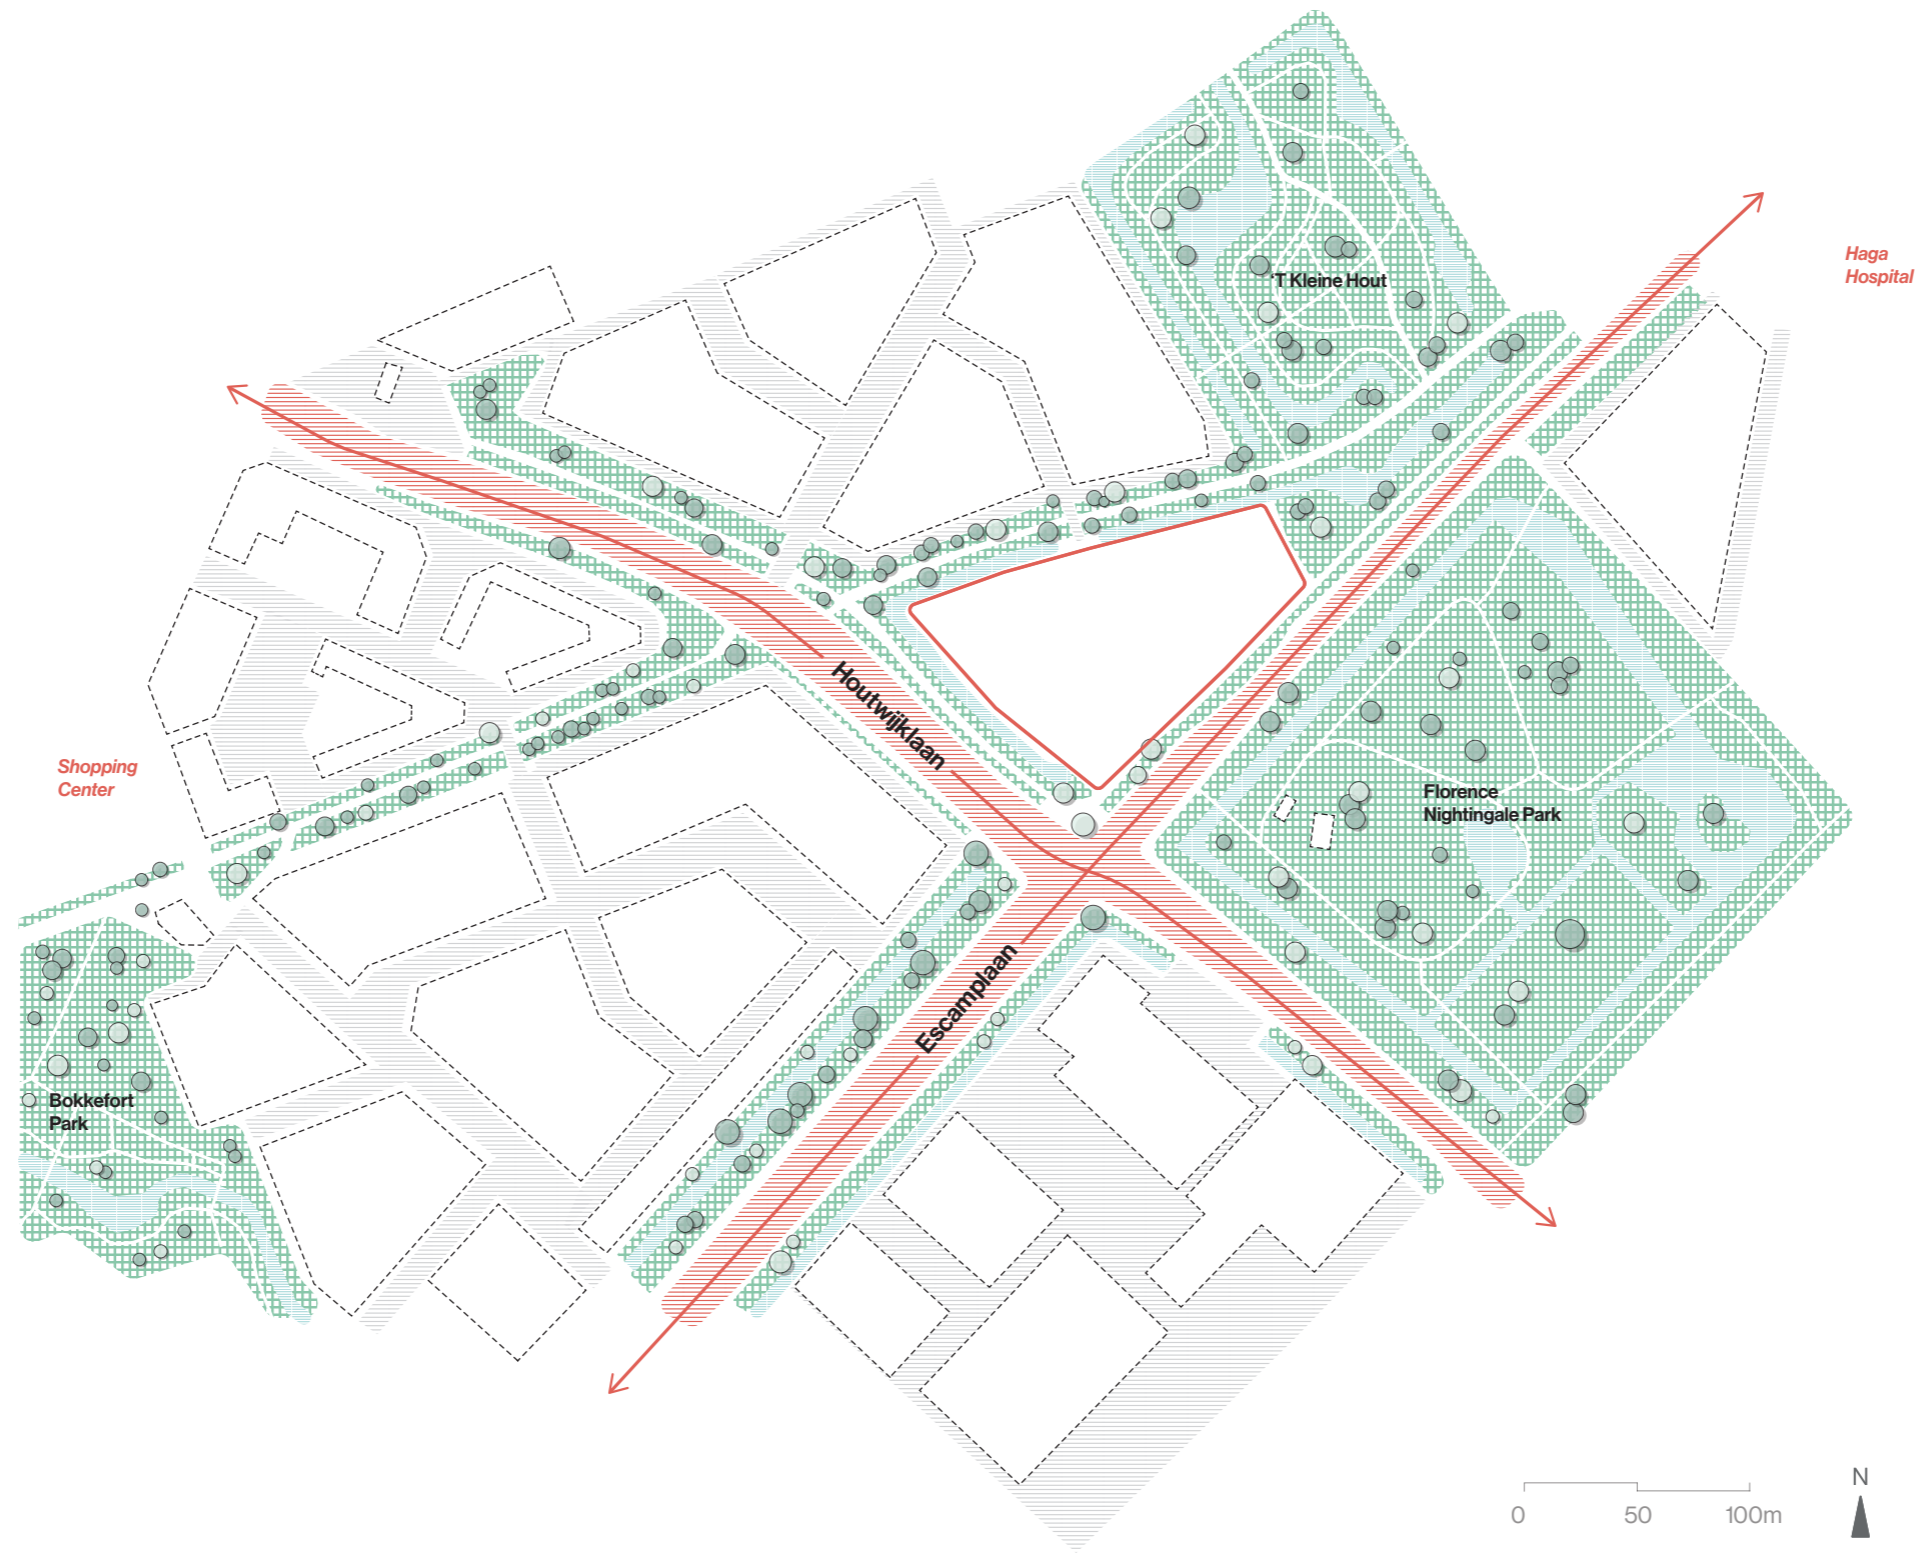 'T Kleine Hout
Haga
Hospital
Houtwijklaan
Shopping
Center
Florence
Nightingale Park
Escamplaan
Bokkefort
Park
N
0 50 100m